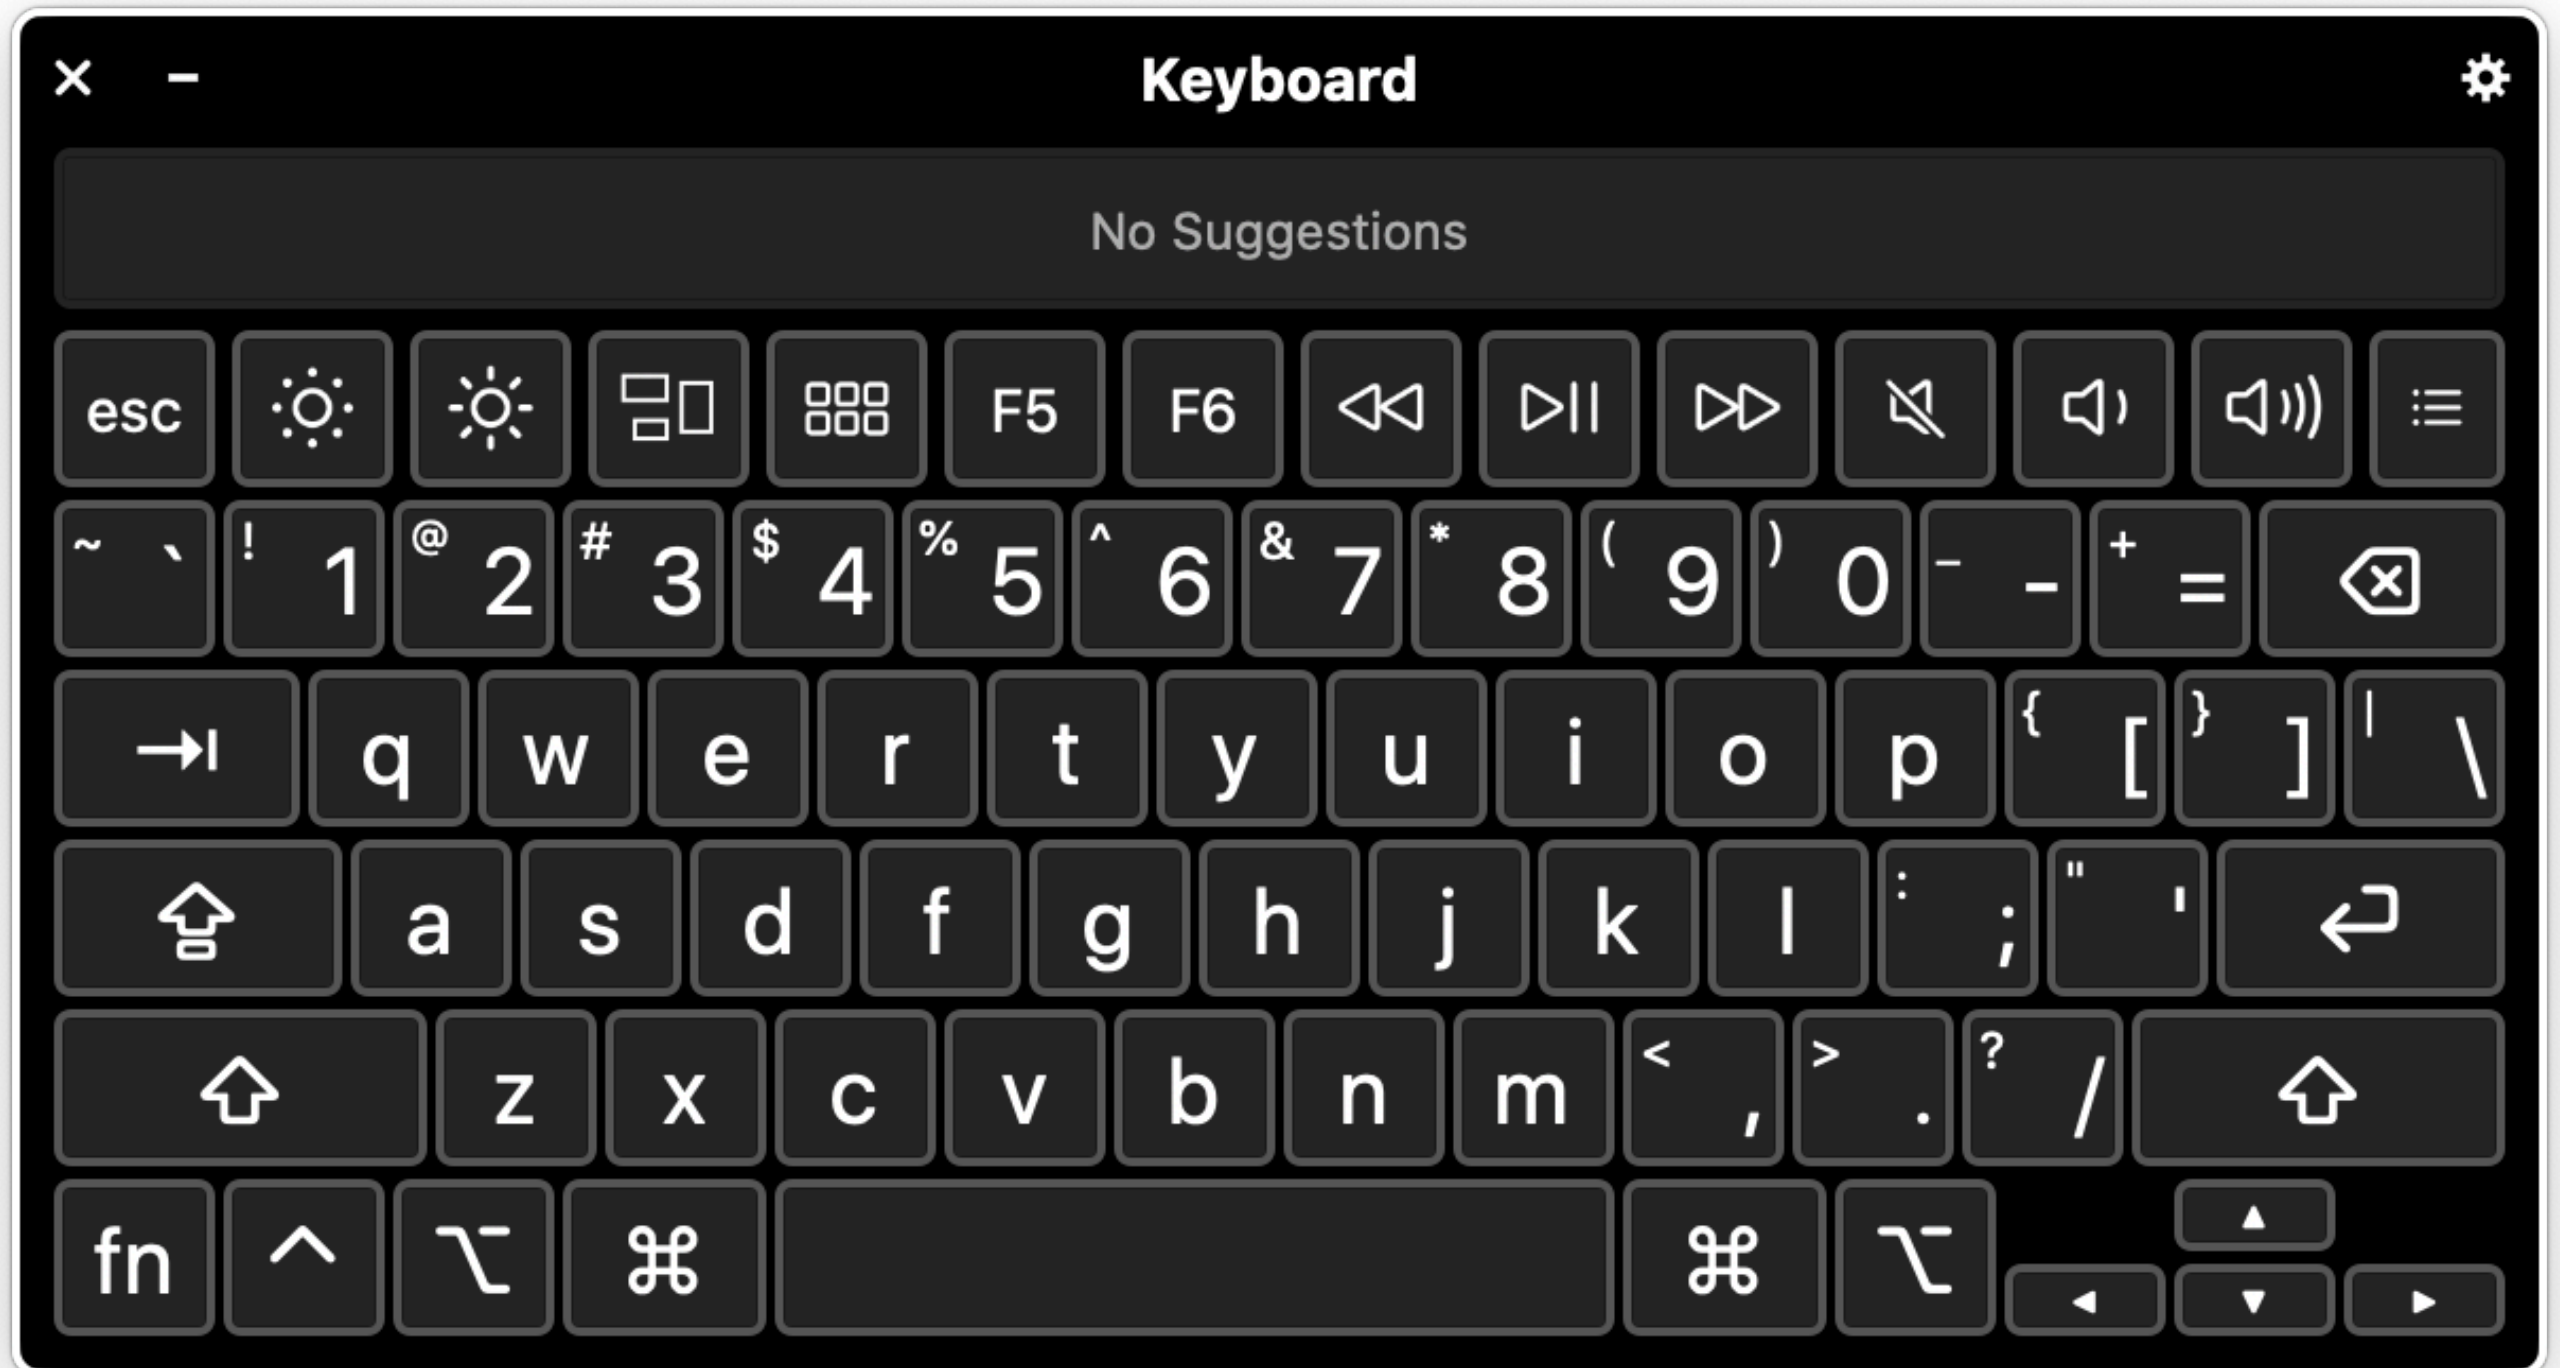 Keyboard
No Suggestions
esc F5 F6
~ ` ! 1 @ 2 # 3 $ 4 % 5 ^ 6 & 7 * 8 ( 9 ) 0 _ - + =
q w e r t y u i o p { [ } ] | \
a s d f g h j k l : ; " '
z x c v b n m < , > . ? /
fn ^ ⌥ ⌘ ⌘ ⌥